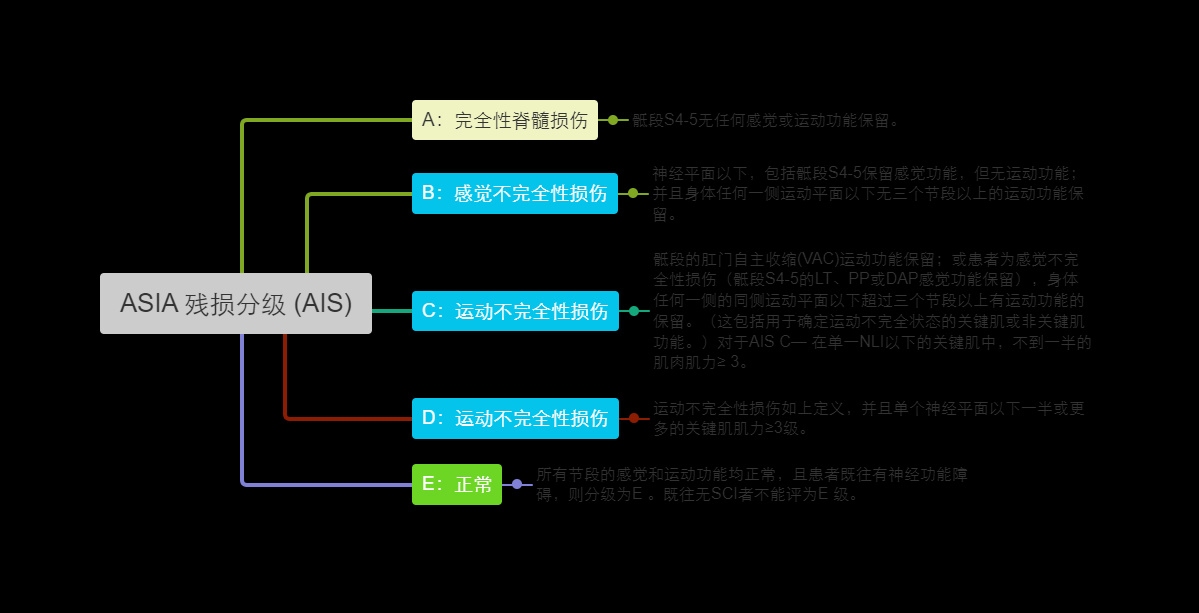 ASIA 残损分级 (AIS)
A：完全性脊髓损伤
骶段S4-5无任何感觉或运动功能保留。
B：感觉不完全性损伤
神经平面以下，包括骶段S4-5保留感觉功能，但无运动功能；
并且身体任何一侧运动平面以下无三个节段以上的运动功能保
留。
C：运动不完全性损伤
骶段的肛门自主收缩(VAC)运动功能保留；或患者为感觉不完
全性损伤（骶段S4-5的LT、PP或DAP感觉功能保留），身体
任何一侧的同侧运动平面以下超过三个节段以上有运动功能的
保留。（这包括用于确定运动不完全状态的关键肌或非关键肌
功能。）对于AIS C— 在单一NLI以下的关键肌中，不到一半的
肌肉肌力≥ 3。
D：运动不完全性损伤
运动不完全性损伤如上定义，并且单个神经平面以下一半或更
多的关键肌肌力≥3级。
E：正常
所有节段的感觉和运动功能均正常，且患者既往有神经功能障
碍，则分级为E 。既往无SCI者不能评为E 级。